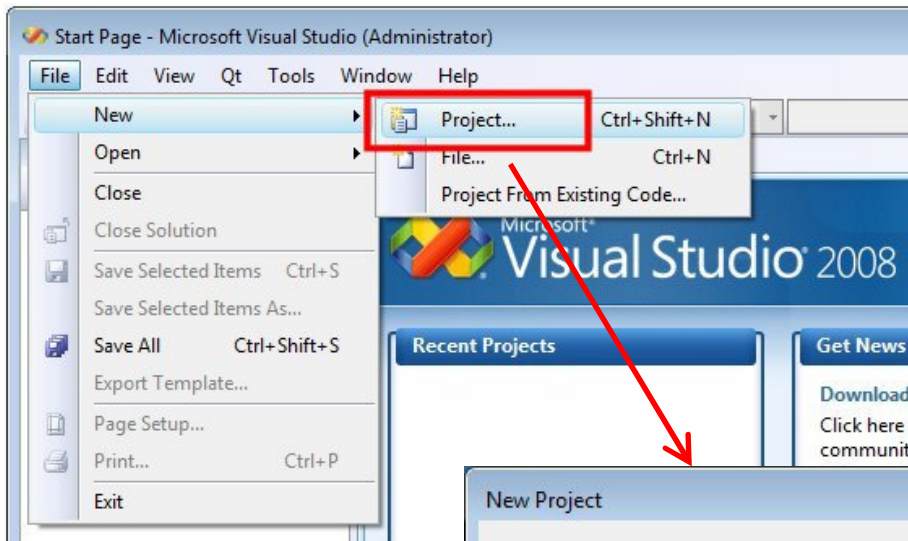 Start Page - Microsoft Visual Studio (Administrator)
File Edit View Qt Tools Window Help
New
Project... Ctrl+Shift+N
Open
File... Ctrl+N
Close
Project From Existing Code...
Close Solution
Microsoft
Visual Studio 2008
Save Selected Items Ctrl+S
Save Selected Items As...
Save All Ctrl+Shift+S
Recent Projects
Get News
Export Template...
Download
Page Setup...
Click here
Print... Ctrl+P
communit
Exit
New Project